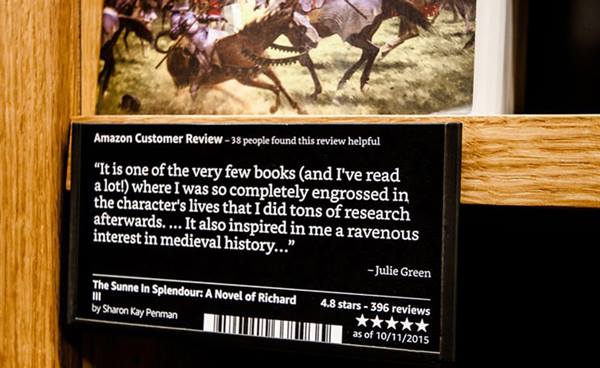 Amazon Customer Review – 38 people found this review helpful
“It is one of the very few books (and I've read
a lot!) where I was so completely engrossed in
the character's lives that I did tons of research
afterwards. ... It also inspired in me a ravenous
interest in medieval history...”
– Julie Green
The Sunne In Splendour: A Novel of Richard
III
by Sharon Kay Penman
4.8 stars - 396 reviews
as of 10/11/2015